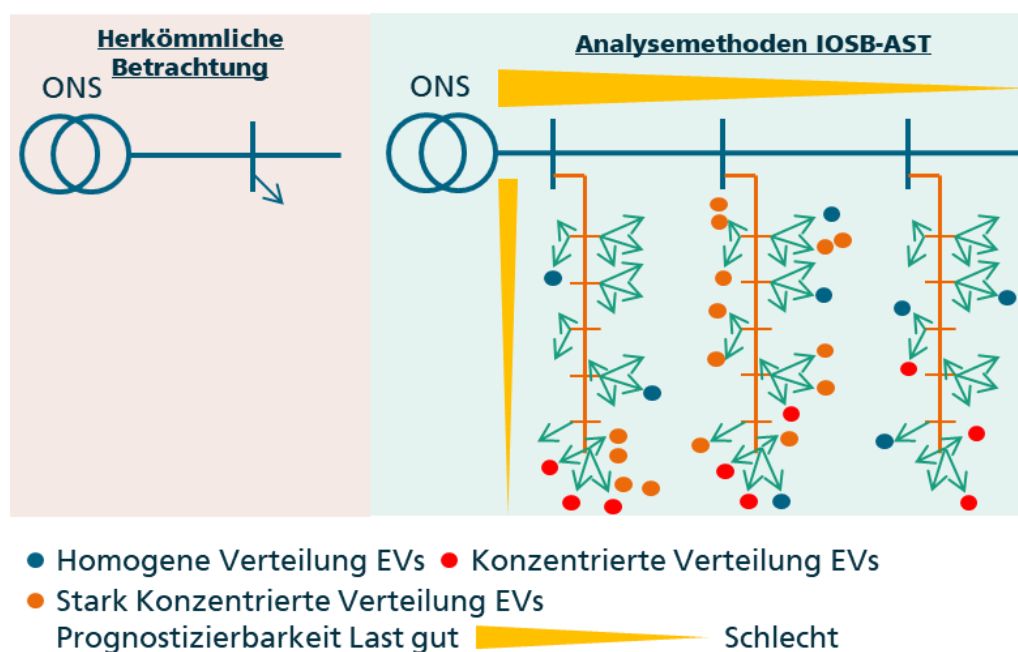 Herkömmliche
Betrachtung
ONS
Analysemethoden IOSB-AST
ONS
Homogene Verteilung EVs
Konzentrierte Verteilung EVs
Stark Konzentrierte Verteilung EVs
Prognostizierbarkeit Last gut
Schlecht